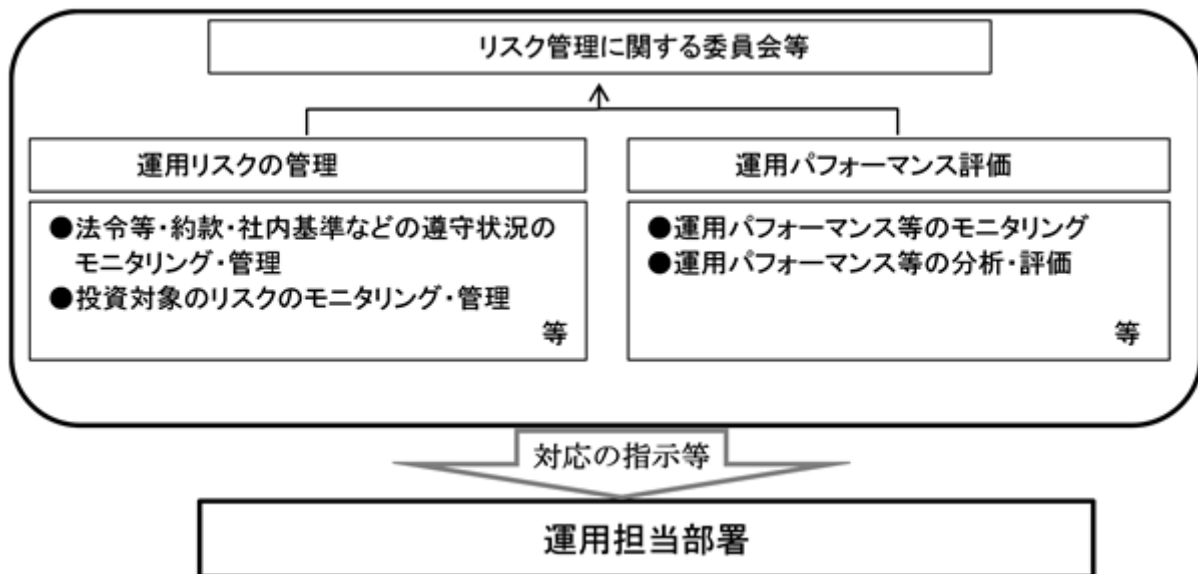 リスク管理に関する委員会等
運用リスクの管理
●法令等・約款・社内基準などの遵守状況の
モニタリング・管理
●投資対象のリスクのモニタリング・管理
等
運用パフォーマンス評価
●運用パフォーマンス等のモニタリング
●運用パフォーマンス等の分析・評価
等
対応の指示等
運用担当部署